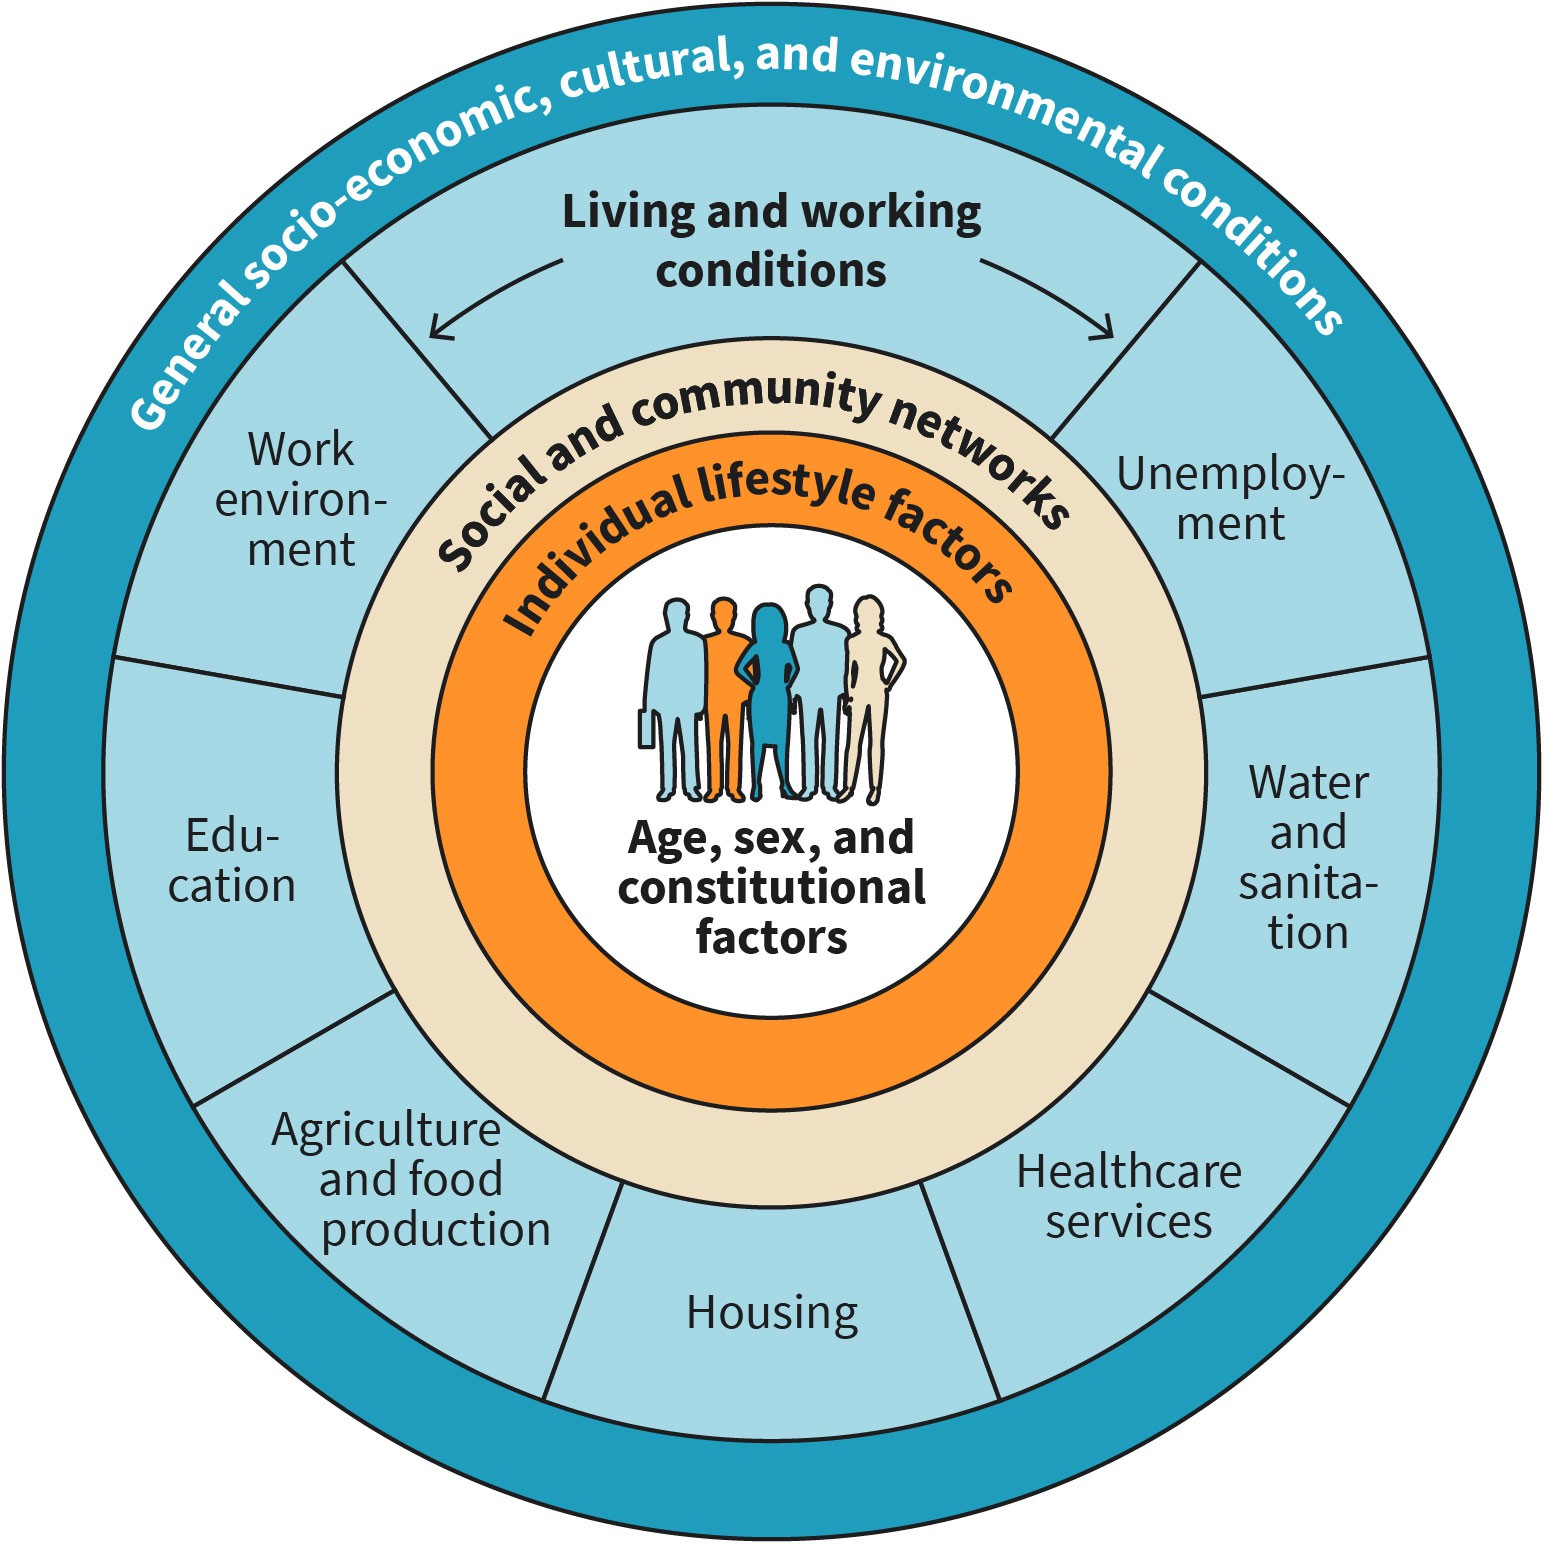 General socio-economic, cultural, and environmental conditions
Living and working
conditions
Social and community networks
Individual lifestyle factors
Age, sex, and
constitutional
factors
Work
environ-
ment
Unemploy-
ment
Edu-
cation
Water
and
sanita-
tion
Agriculture
and food
production
Healthcare
services
Housing